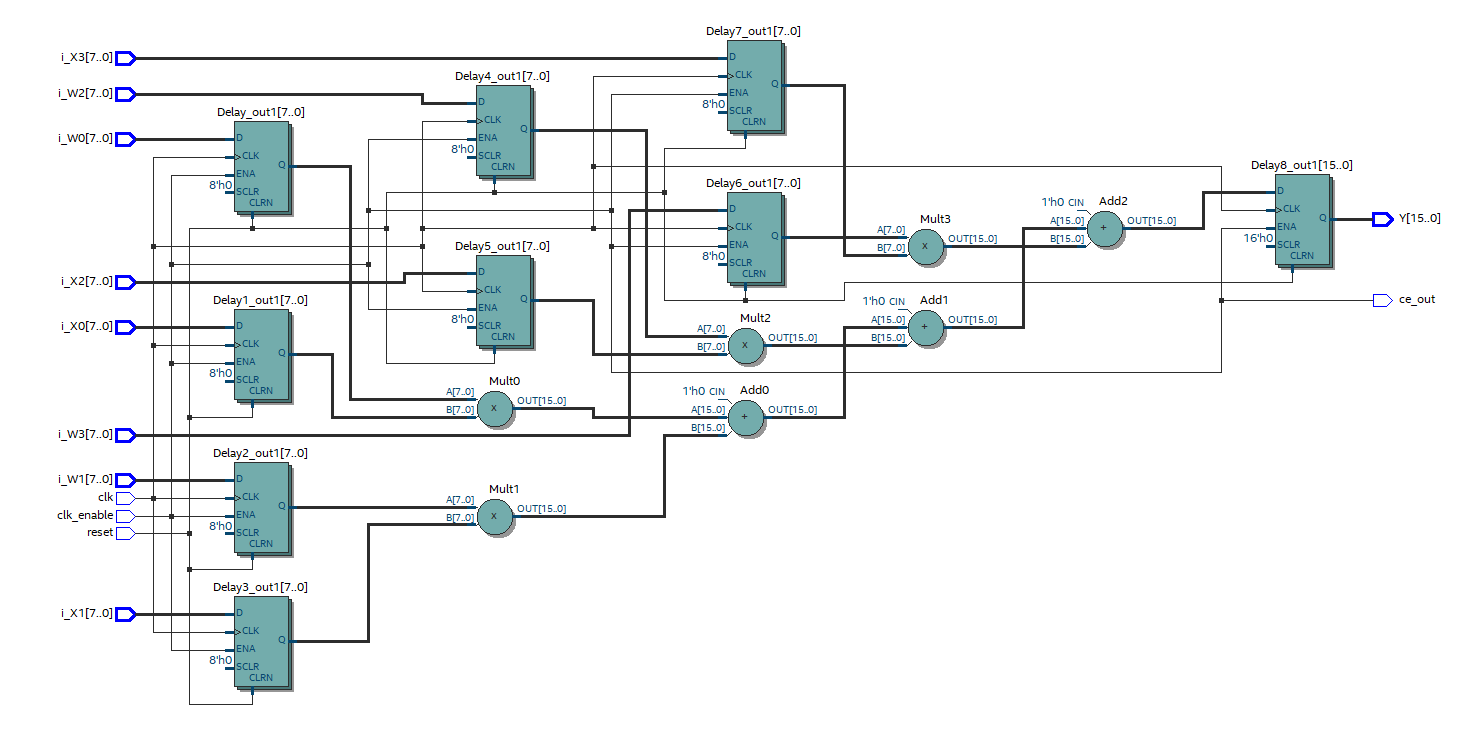 Delay7_out1[7..0]
i_X3[7..0]
D
CLK
ENA
8'h0
SCLR
CLRN
Q
Delay4_out1[7..0]
i_W2[7..0]
D
CLK
ENA
8'h0
SCLR
CLRN
Q
Delay_out1[7..0]
i_W0[7..0]
D
CLK
ENA
8'h0
SCLR
CLRN
Q
Delay8_out1[15..0]
D
CLK
ENA
16'h0
SCLR
CLRN
Q
Y[15..0]
Delay6_out1[7..0]
D
CLK
ENA
8'h0
SCLR
CLRN
Q
Mult3
A[7..0]
B[7..0]
x
OUT[15..0]
Add2
1'h0 CIN
A[15..0]
B[15..0]
+
OUT[15..0]
Delay5_out1[7..0]
i_X2[7..0]
D
CLK
ENA
8'h0
SCLR
CLRN
Q
ce_out
Delay1_out1[7..0]
i_X0[7..0]
D
CLK
ENA
8'h0
SCLR
CLRN
Q
Add1
1'h0 CIN
A[15..0]
B[15..0]
+
OUT[15..0]
Mult2
A[7..0]
B[7..0]
x
OUT[15..0]
Mult0
A[7..0]
B[7..0]
x
OUT[15..0]
Add0
1'h0 CIN
A[15..0]
B[15..0]
+
OUT[15..0]
i_W3[7..0]
Delay2_out1[7..0]
i_W1[7..0]
clk
clk_enable
reset
D
CLK
ENA
8'h0
SCLR
CLRN
Q
Mult1
A[7..0]
B[7..0]
x
OUT[15..0]
Delay3_out1[7..0]
i_X1[7..0]
D
CLK
ENA
8'h0
SCLR
CLRN
Q